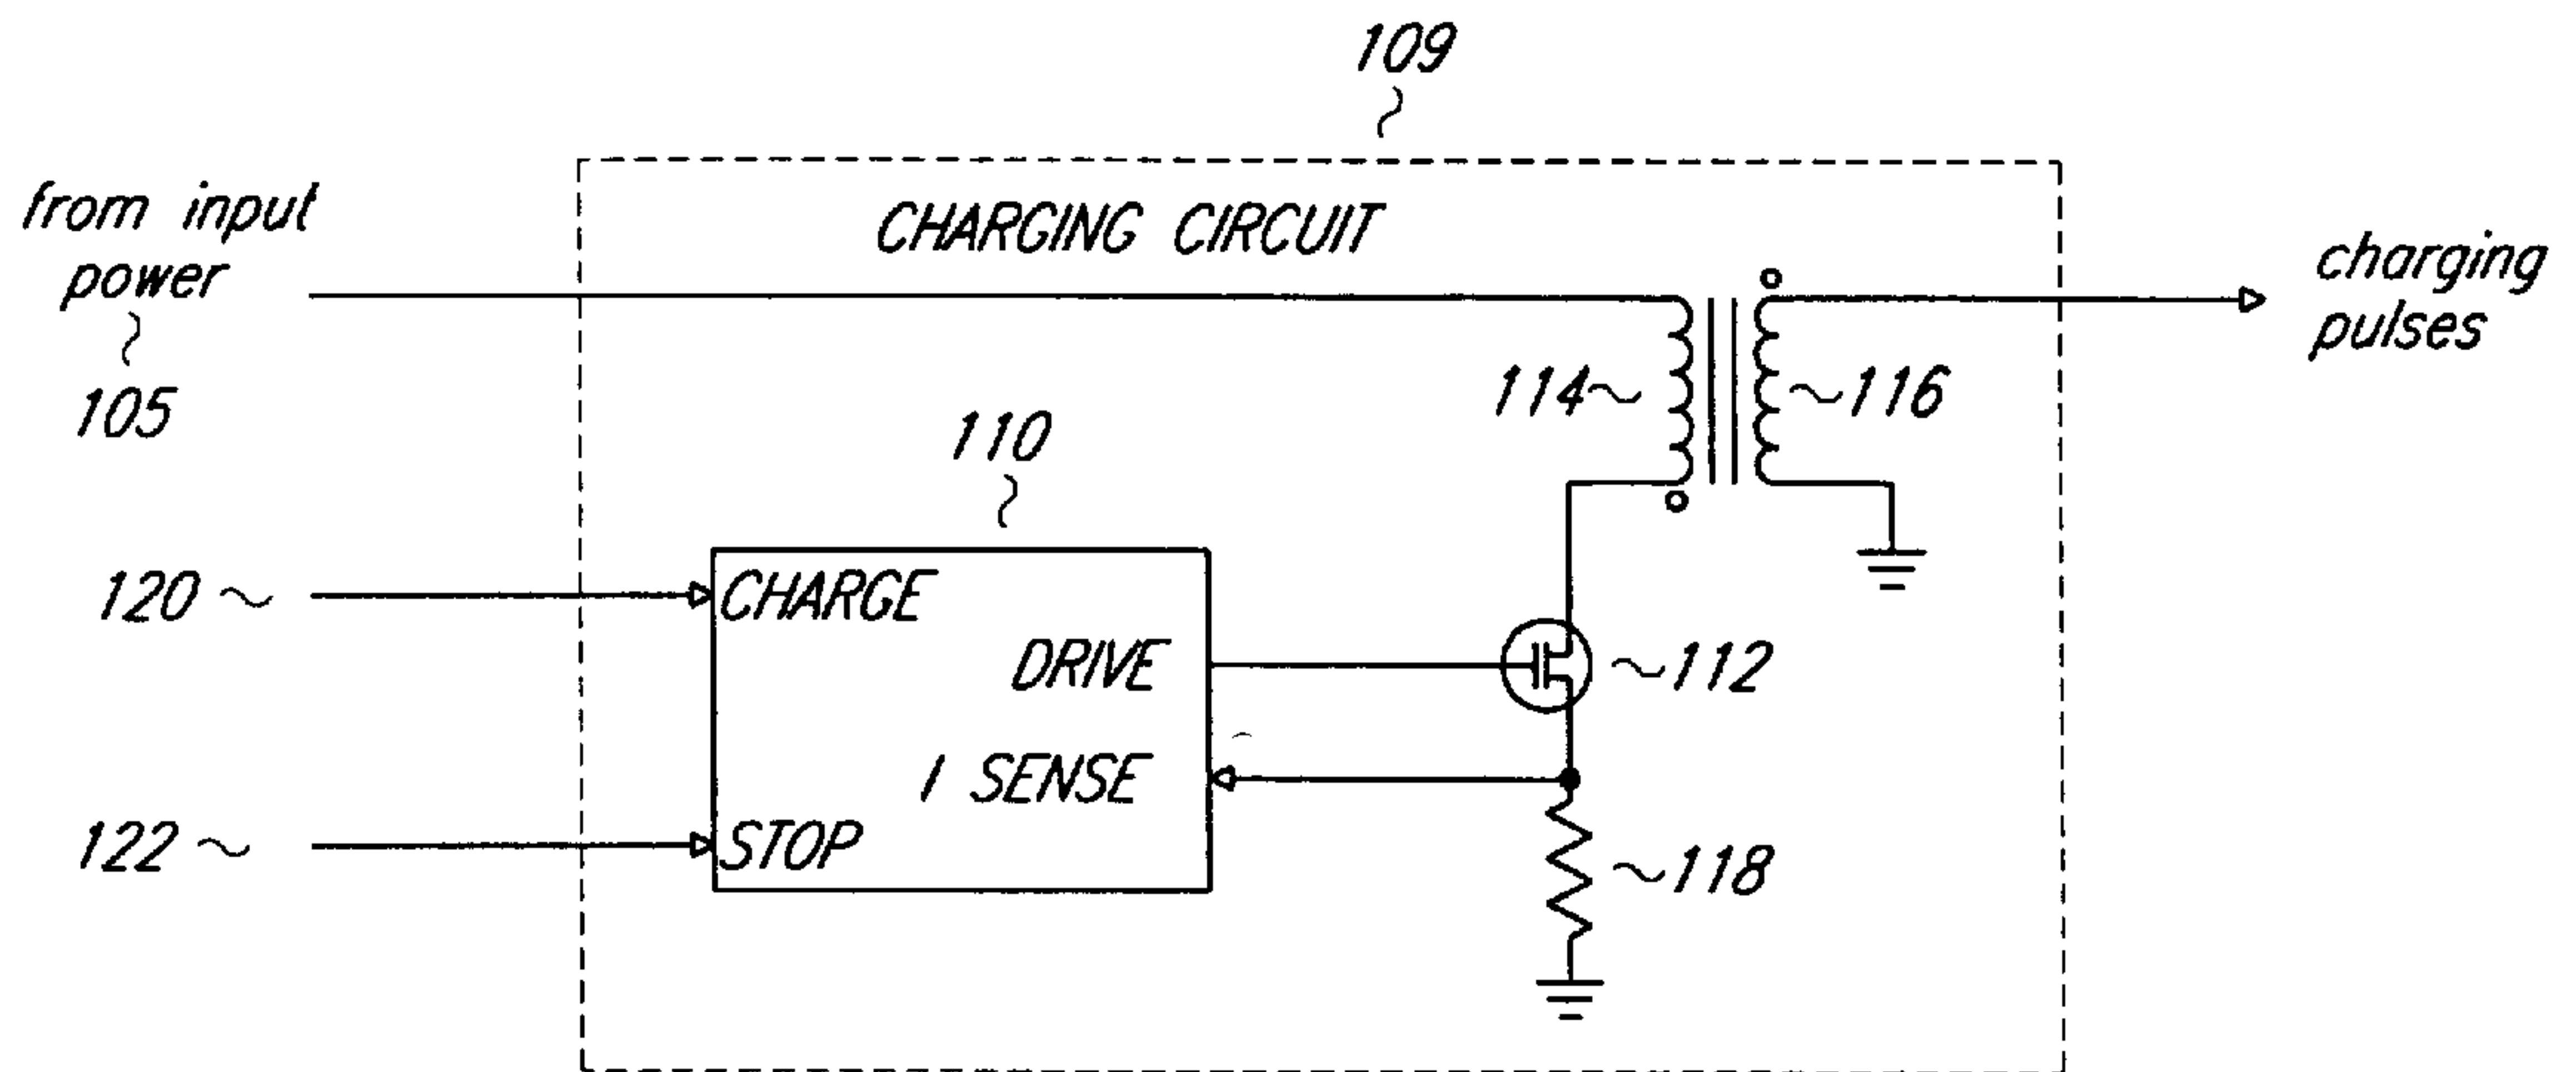 109
from input
power
105
CHARGING CIRCUIT
charging
pulses
114
116
110
120
CHARGE
DRIVE
112
I SENSE
122
STOP
118